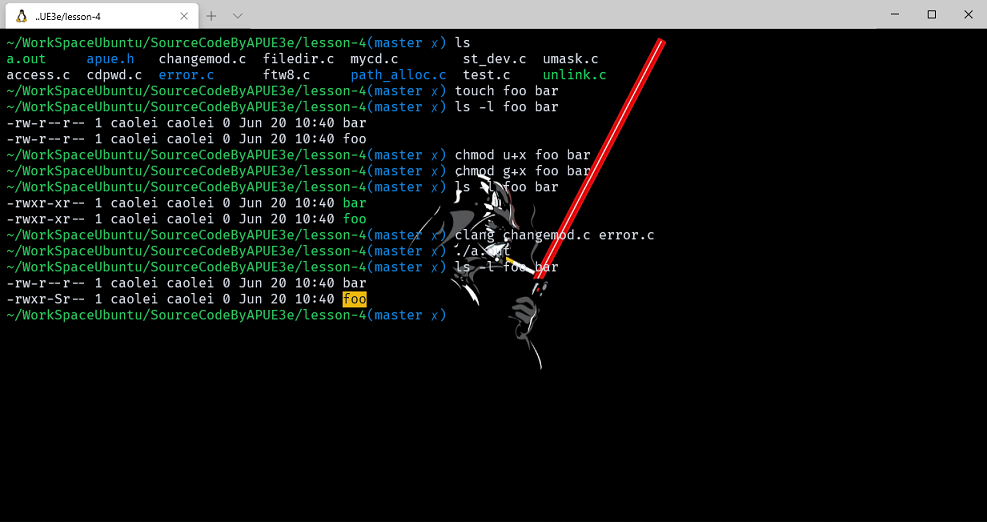 ..UE3e/lesson-4
~/WorkSpaceUbuntu/SourceCodeByAPUE3e/lesson-4(master x) ls
a.out apue.h changemod.c filedir.c mycd.c st_dev.c umask.c
access.c cdpwd.c error.c ftw8.c path_alloc.c test.c unlink.c
~/WorkSpaceUbuntu/SourceCodeByAPUE3e/lesson-4(master x) touch foo bar
~/WorkSpaceUbuntu/SourceCodeByAPUE3e/lesson-4(master x) ls -l foo bar
-rw-r--r-- 1 caolei caolei 0 Jun 20 10:40 bar
-rw-r--r-- 1 caolei caolei 0 Jun 20 10:40 foo
~/WorkSpaceUbuntu/SourceCodeByAPUE3e/lesson-4(master x) chmod u+x foo bar
~/WorkSpaceUbuntu/SourceCodeByAPUE3e/lesson-4(master x) chmod g+x foo bar
~/WorkSpaceUbuntu/SourceCodeByAPUE3e/lesson-4(master x) ls -l foo bar
-rwxr-xr-- 1 caolei caolei 0 Jun 20 10:40 bar
-rwxr-xr-- 1 caolei caolei 0 Jun 20 10:40 foo
~/WorkSpaceUbuntu/SourceCodeByAPUE3e/lesson-4(master x) clang changemod.c error.c
~/WorkSpaceUbuntu/SourceCodeByAPUE3e/lesson-4(master x) ./a.out
~/WorkSpaceUbuntu/SourceCodeByAPUE3e/lesson-4(master x) ls -l foo bar
-rw-r--r-- 1 caolei caolei 0 Jun 20 10:40 bar
-rwxr-Sr-- 1 caolei caolei 0 Jun 20 10:40 foo
~/WorkSpaceUbuntu/SourceCodeByAPUE3e/lesson-4(master x)